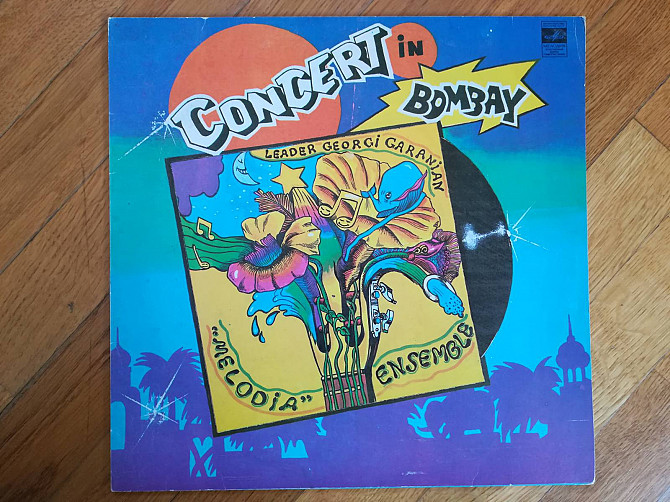 CONCERT in
BOMBAY
LEADER GEORGI GARANIAN
"MELODIA"
ENSEMBLE